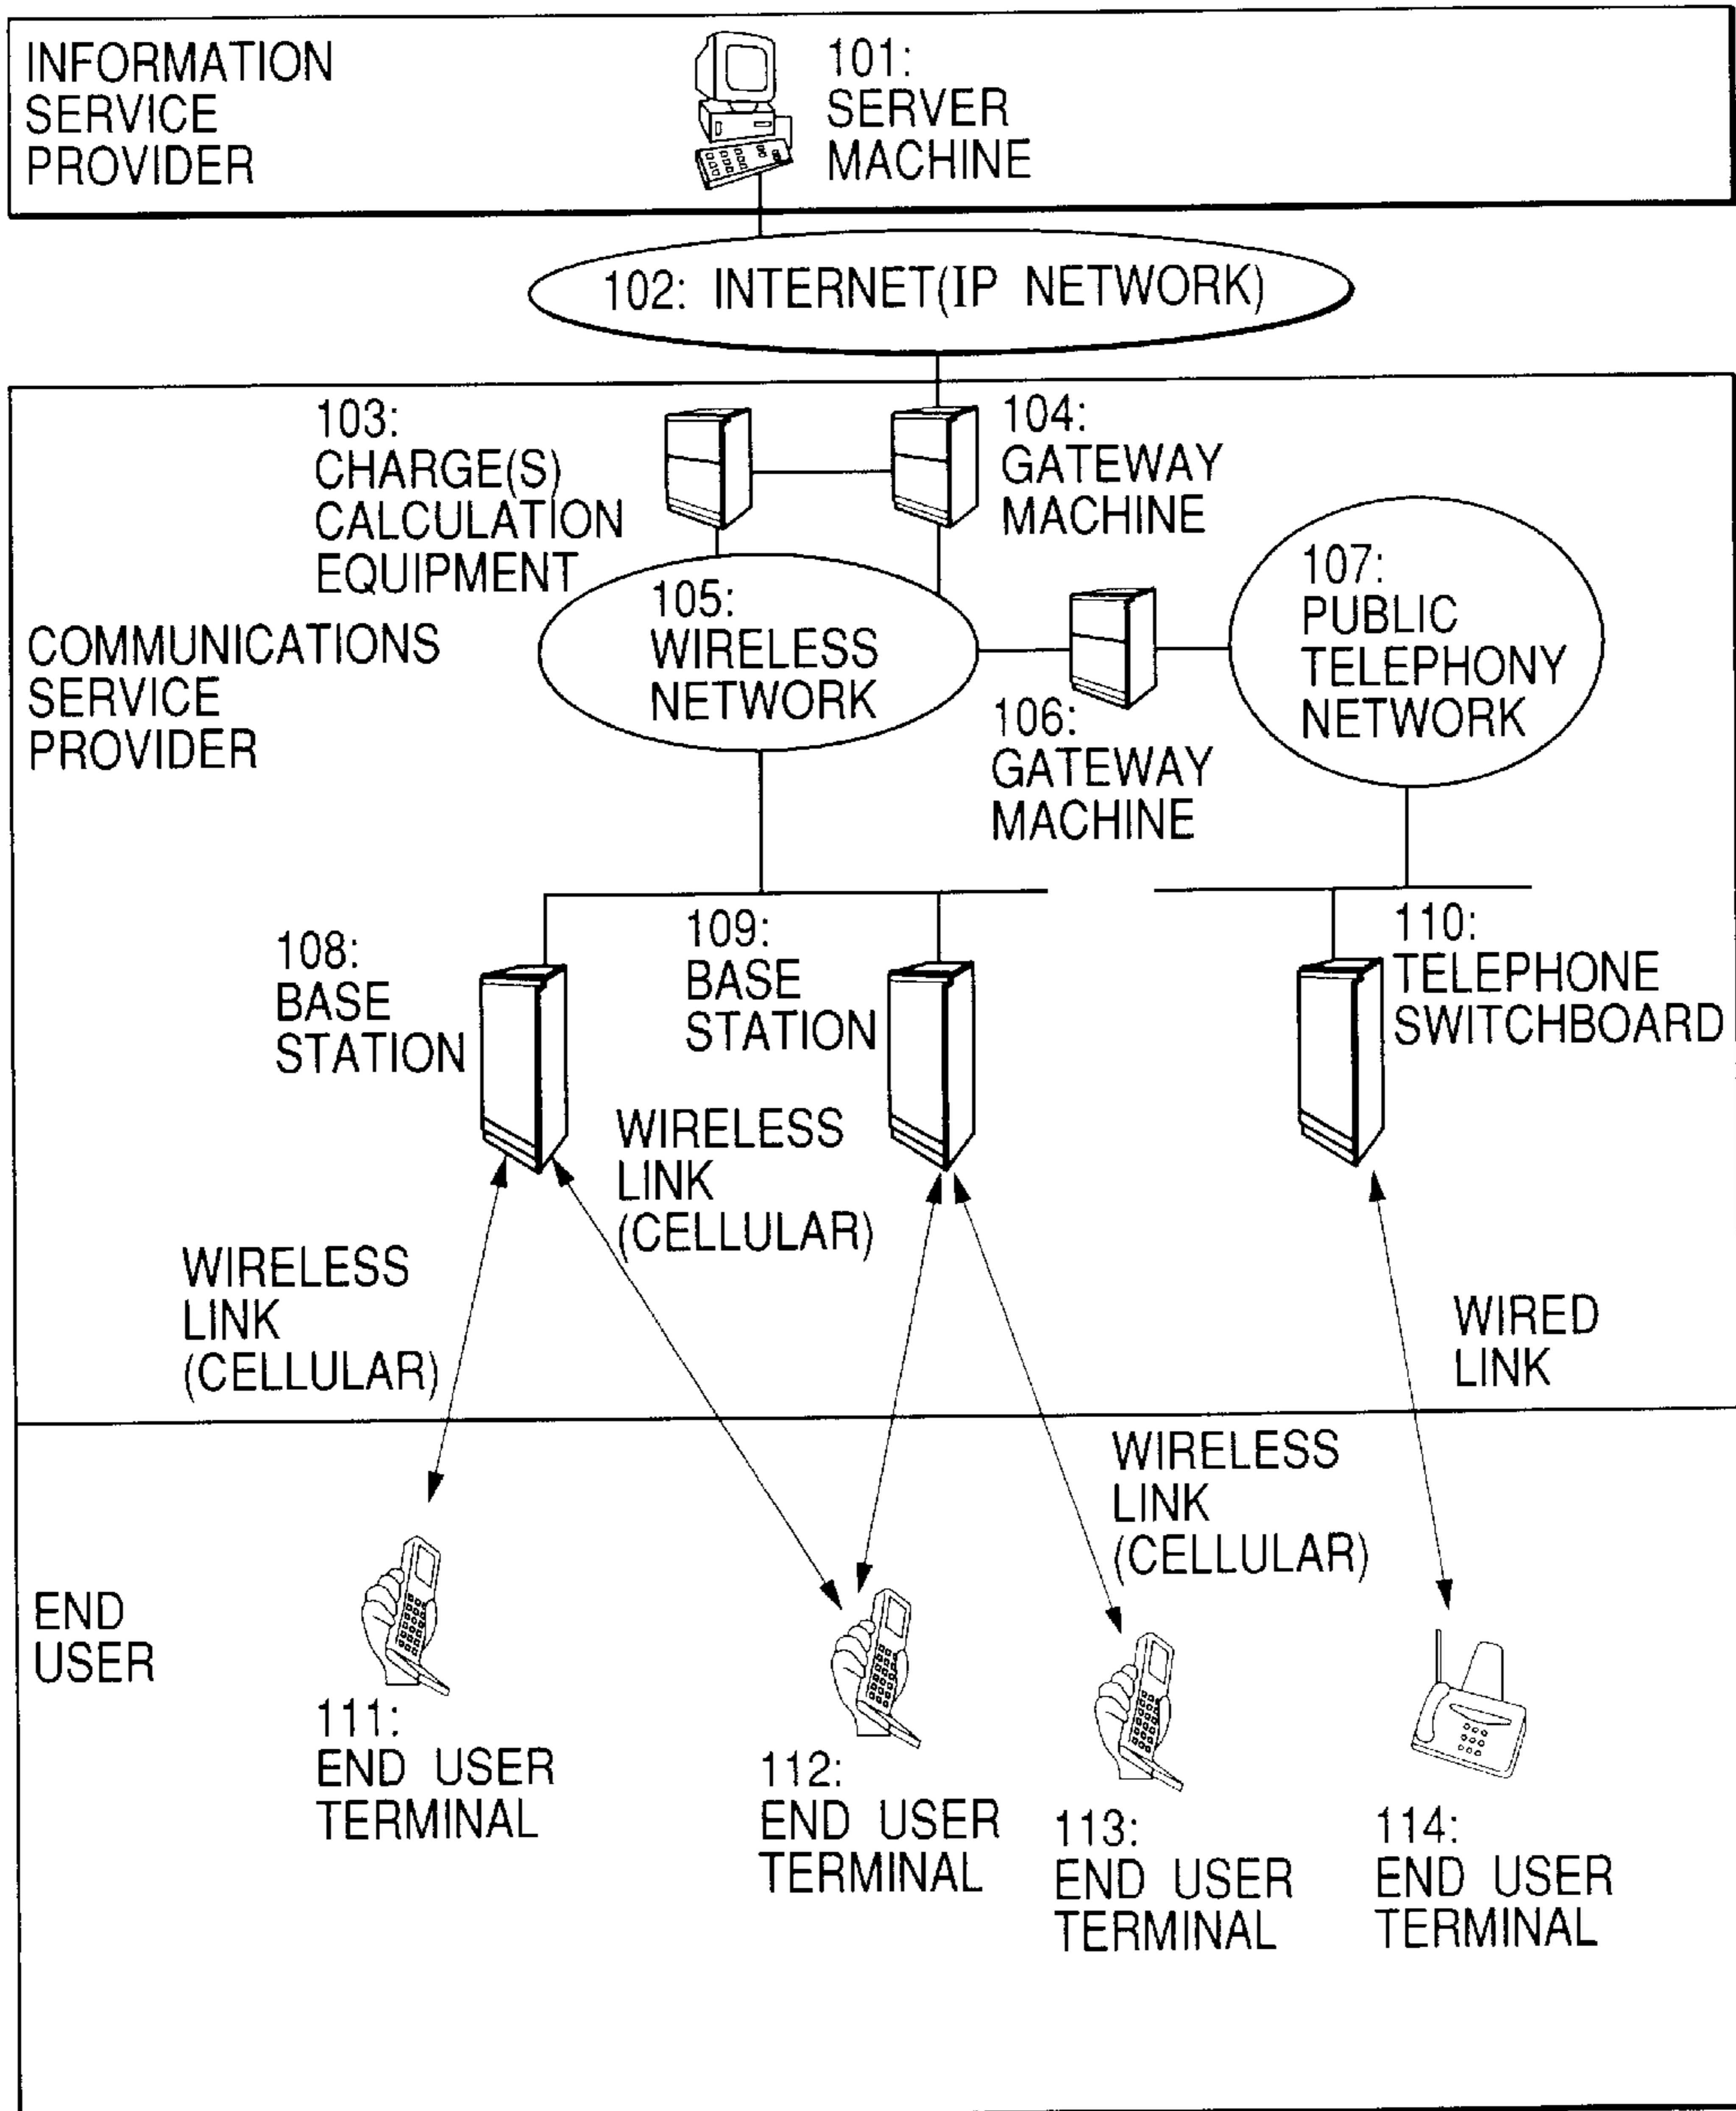 INFORMATION
SERVICE
PROVIDER
101:
SERVER
MACHINE
102: INTERNET(IP NETWORK)
103:
CHARGE(S)
CALCULATION
EQUIPMENT
104:
GATEWAY
MACHINE
105:
WIRELESS
NETWORK
107:
PUBLIC
TELEPHONY
NETWORK
COMMUNICATIONS
SERVICE
PROVIDER
106:
GATEWAY
MACHINE
108:
BASE
STATION
109:
BASE
STATION
110:
TELEPHONE
SWITCHBOARD
WIRELESS
LINK
(CELLULAR)
WIRELESS
LINK
(CELLULAR)
WIRED
LINK
WIRELESS
LINK
(CELLULAR)
END
USER
111:
END USER
TERMINAL
112:
END USER
TERMINAL
113:
END USER
TERMINAL
114:
END USER
TERMINAL